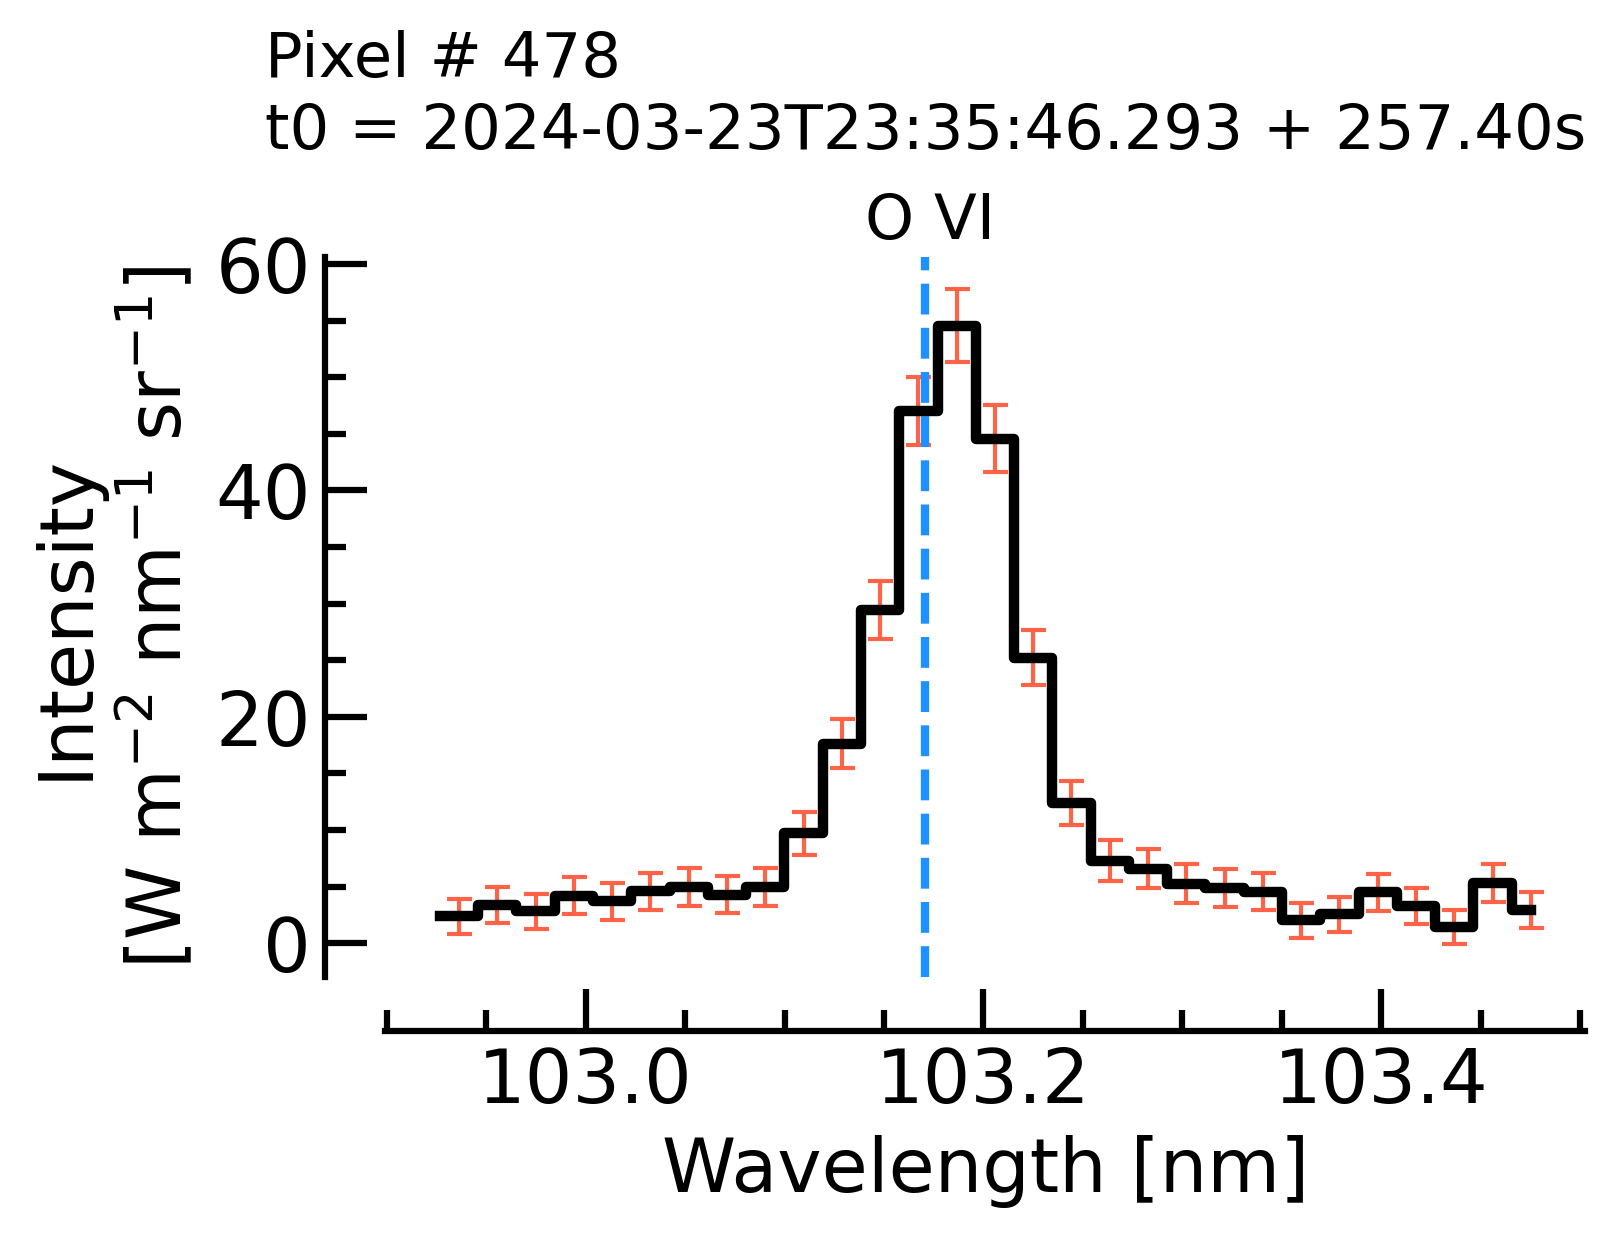 Pixel # 478
t0 = 2024-03-23T23:35:46.293 + 257.40s
O VI
Intensity
[W m⁻² nm⁻¹ sr⁻¹]
60
40
20
0
103.0 103.2 103.4
Wavelength [nm]